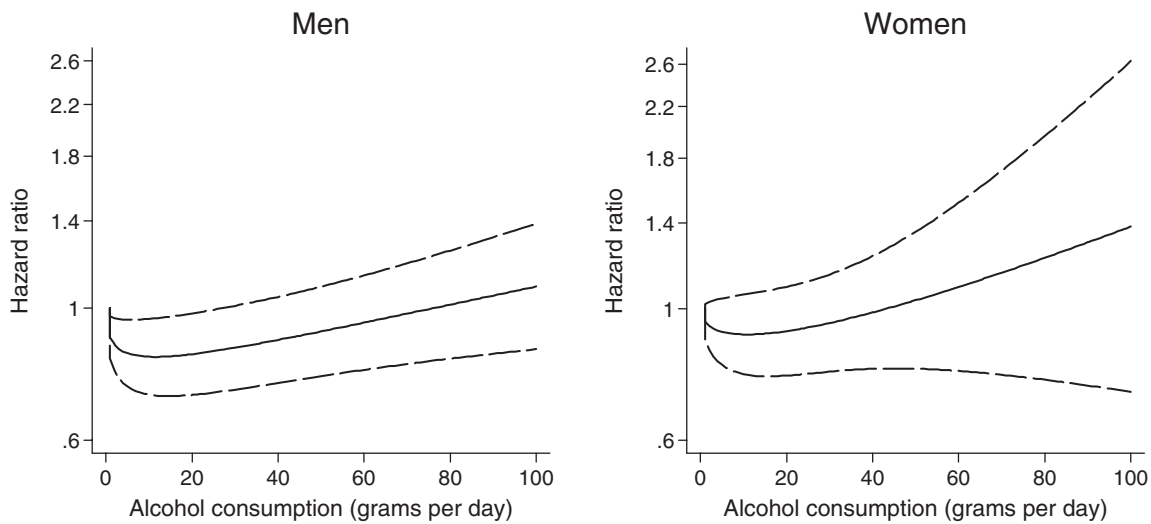 Men
2.6
2.2
1.8
1.4
1
.6
Hazard ratio
0 20 40 60 80 100
Alcohol consumption (grams per day)
Women
2.6
2.2
1.8
1.4
1
.6
Hazard ratio
0 20 40 60 80 100
Alcohol consumption (grams per day)